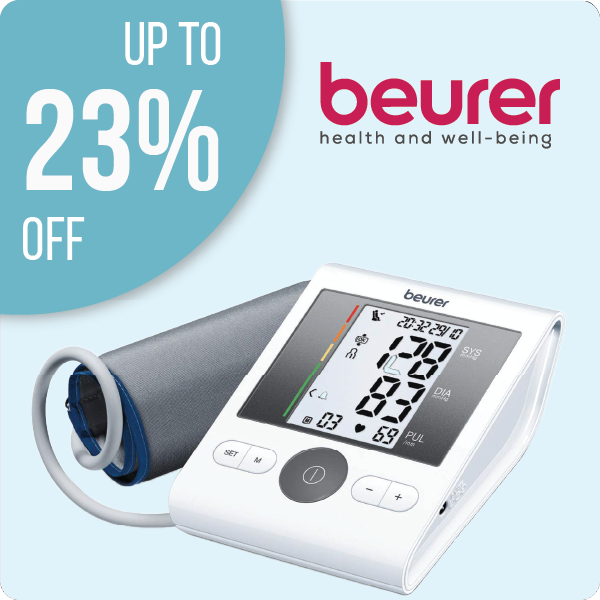 UP TO
23%
OFF
beurer
health and well-being
beurer
20:32 29/10
128
SYS
mmHg
83
DIA
mmHg
03
69
PUL
/min
SET
M
- +